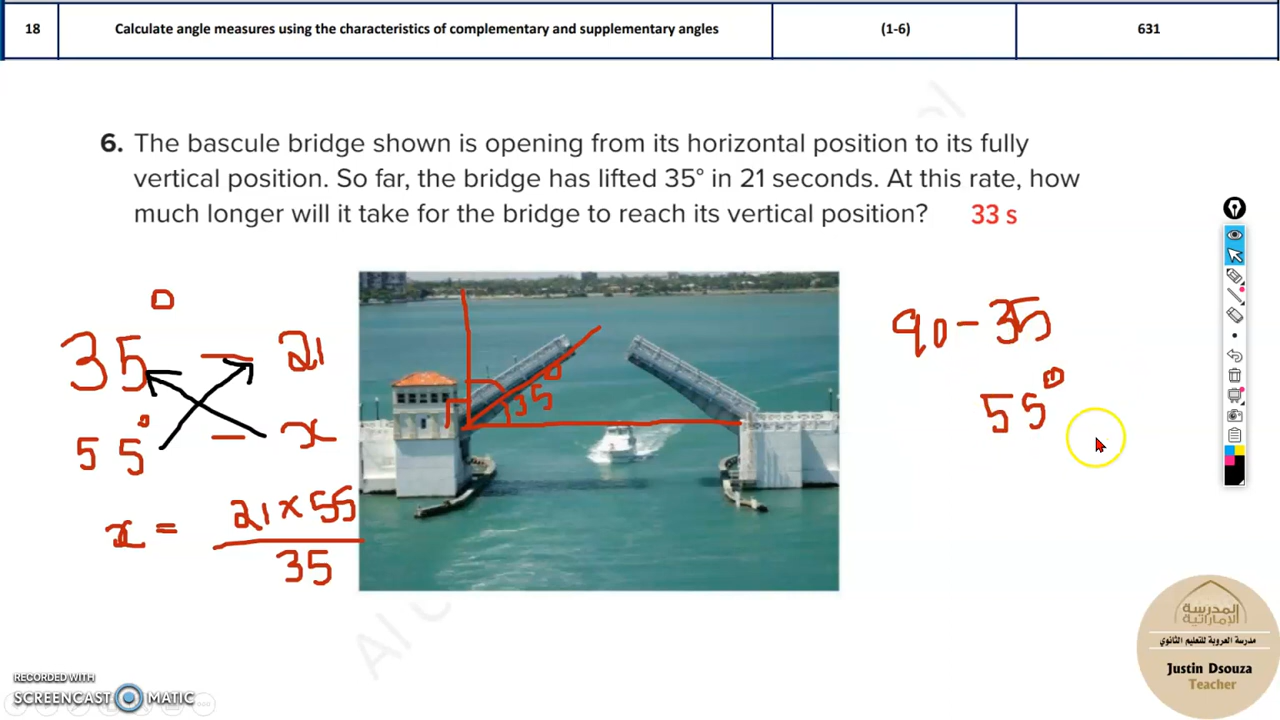 18 Calculate angle measures using the characteristics of complementary and supplementary angles (1-6) 631
6. The bascule bridge shown is opening from its horizontal position to its fully
vertical position. So far, the bridge has lifted 35° in 21 seconds. At this rate, how
much longer will it take for the bridge to reach its vertical position? 33 s
35° — 21
55° — x
x = 21 x 55
35
35°
90 - 35
55°
المدرسة
الإماراتية
مدرسة العروبة للتعليم الثانوي
Justin Dsouza
Teacher
RECORDED WITH
SCREENCAST MATIC